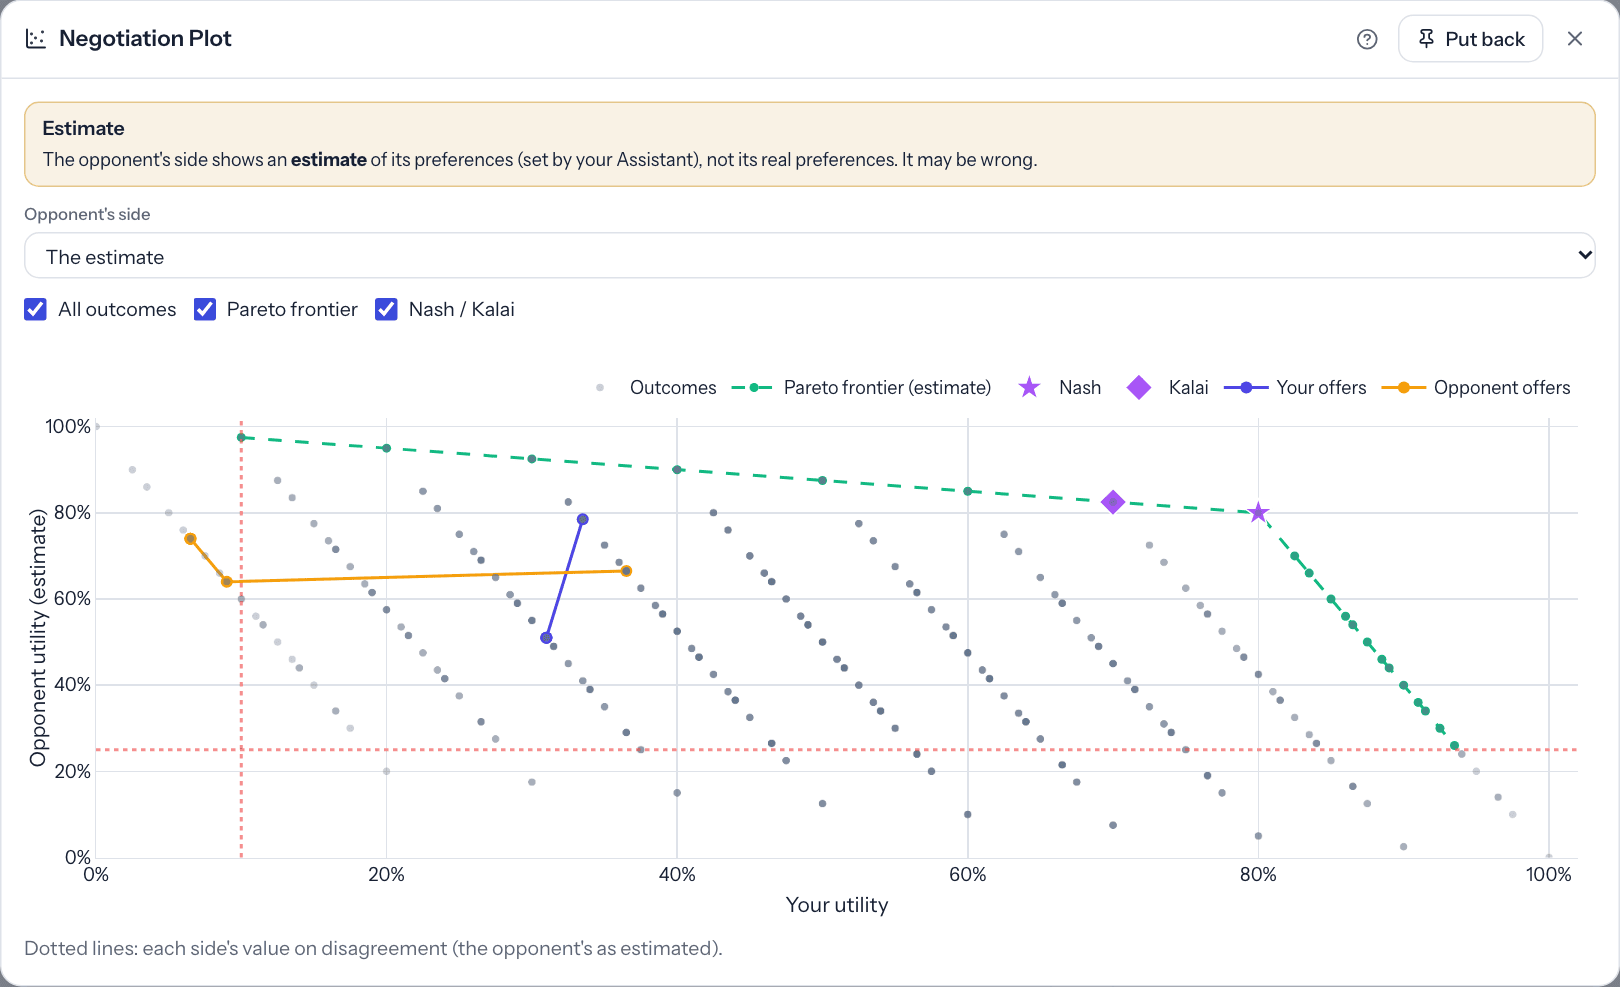 Negotiation Plot
Put back
Estimate
The opponent's side shows an estimate of its preferences (set by your Assistant), not its real preferences. It may be wrong.
Opponent's side
The estimate
All outcomes
Pareto frontier
Nash / Kalai
Outcomes
Pareto frontier (estimate)
Nash
Kalai
Your offers
Opponent offers
Opponent utility (estimate)
100%
80%
60%
40%
20%
0%
0%
20%
40%
60%
80%
100%
Your utility
Dotted lines: each side's value on disagreement (the opponent's as estimated).